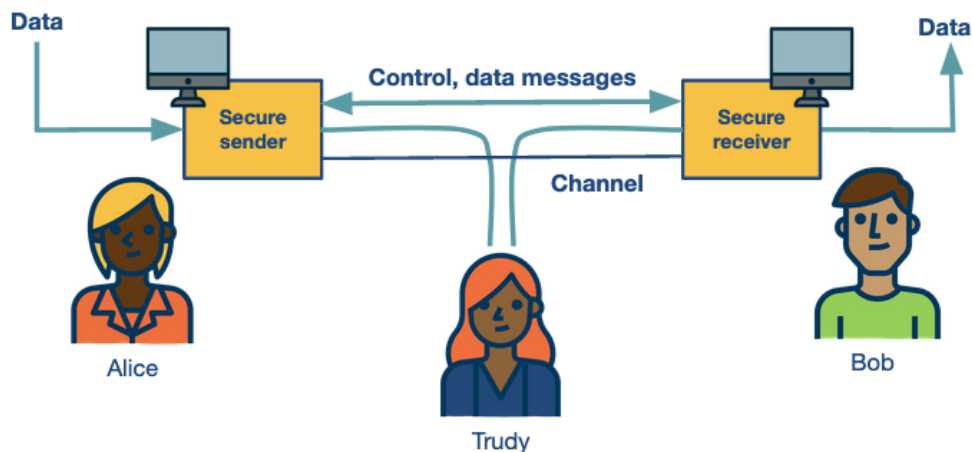 Data
Data
Control, data messages
Secure
sender
Secure
receiver
Channel
Alice
Bob
Trudy